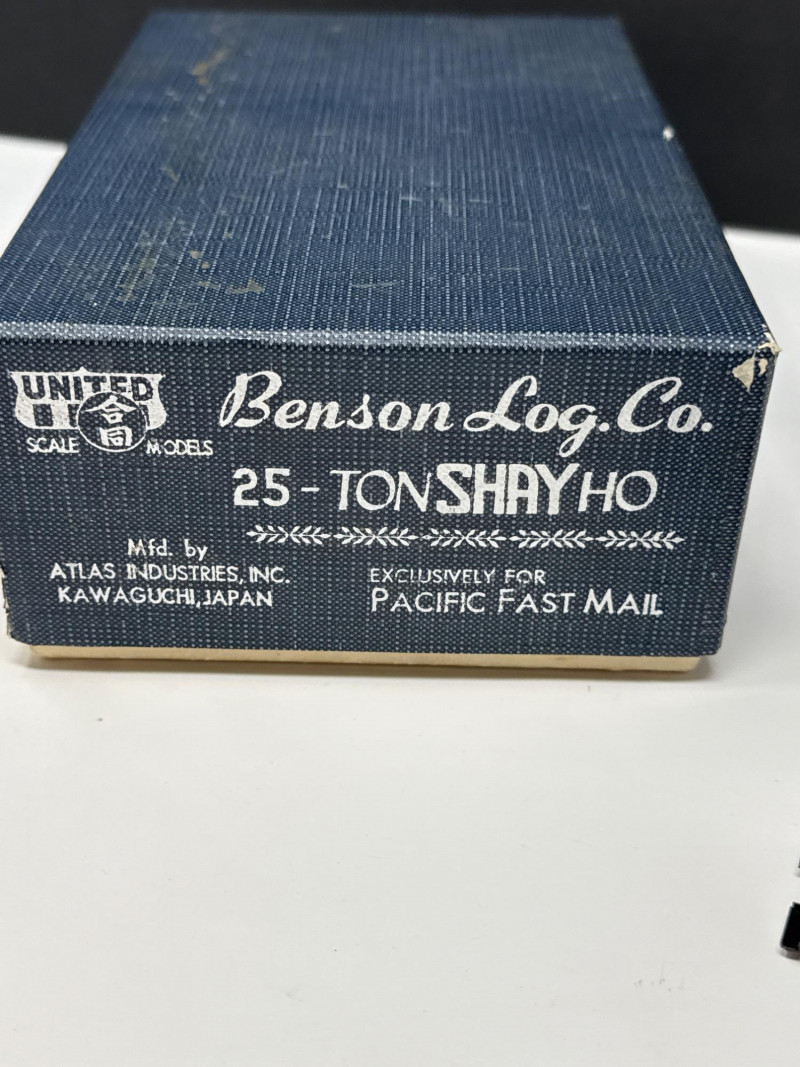 UNITED
合同
SCALE MODELS
Benson Log. Co.
25-TON SHAY HO
Mfd. by
ATLAS INDUSTRIES, INC.
KAWAGUCHI, JAPAN
EXCLUSIVELY FOR
PACIFIC FAST MAIL